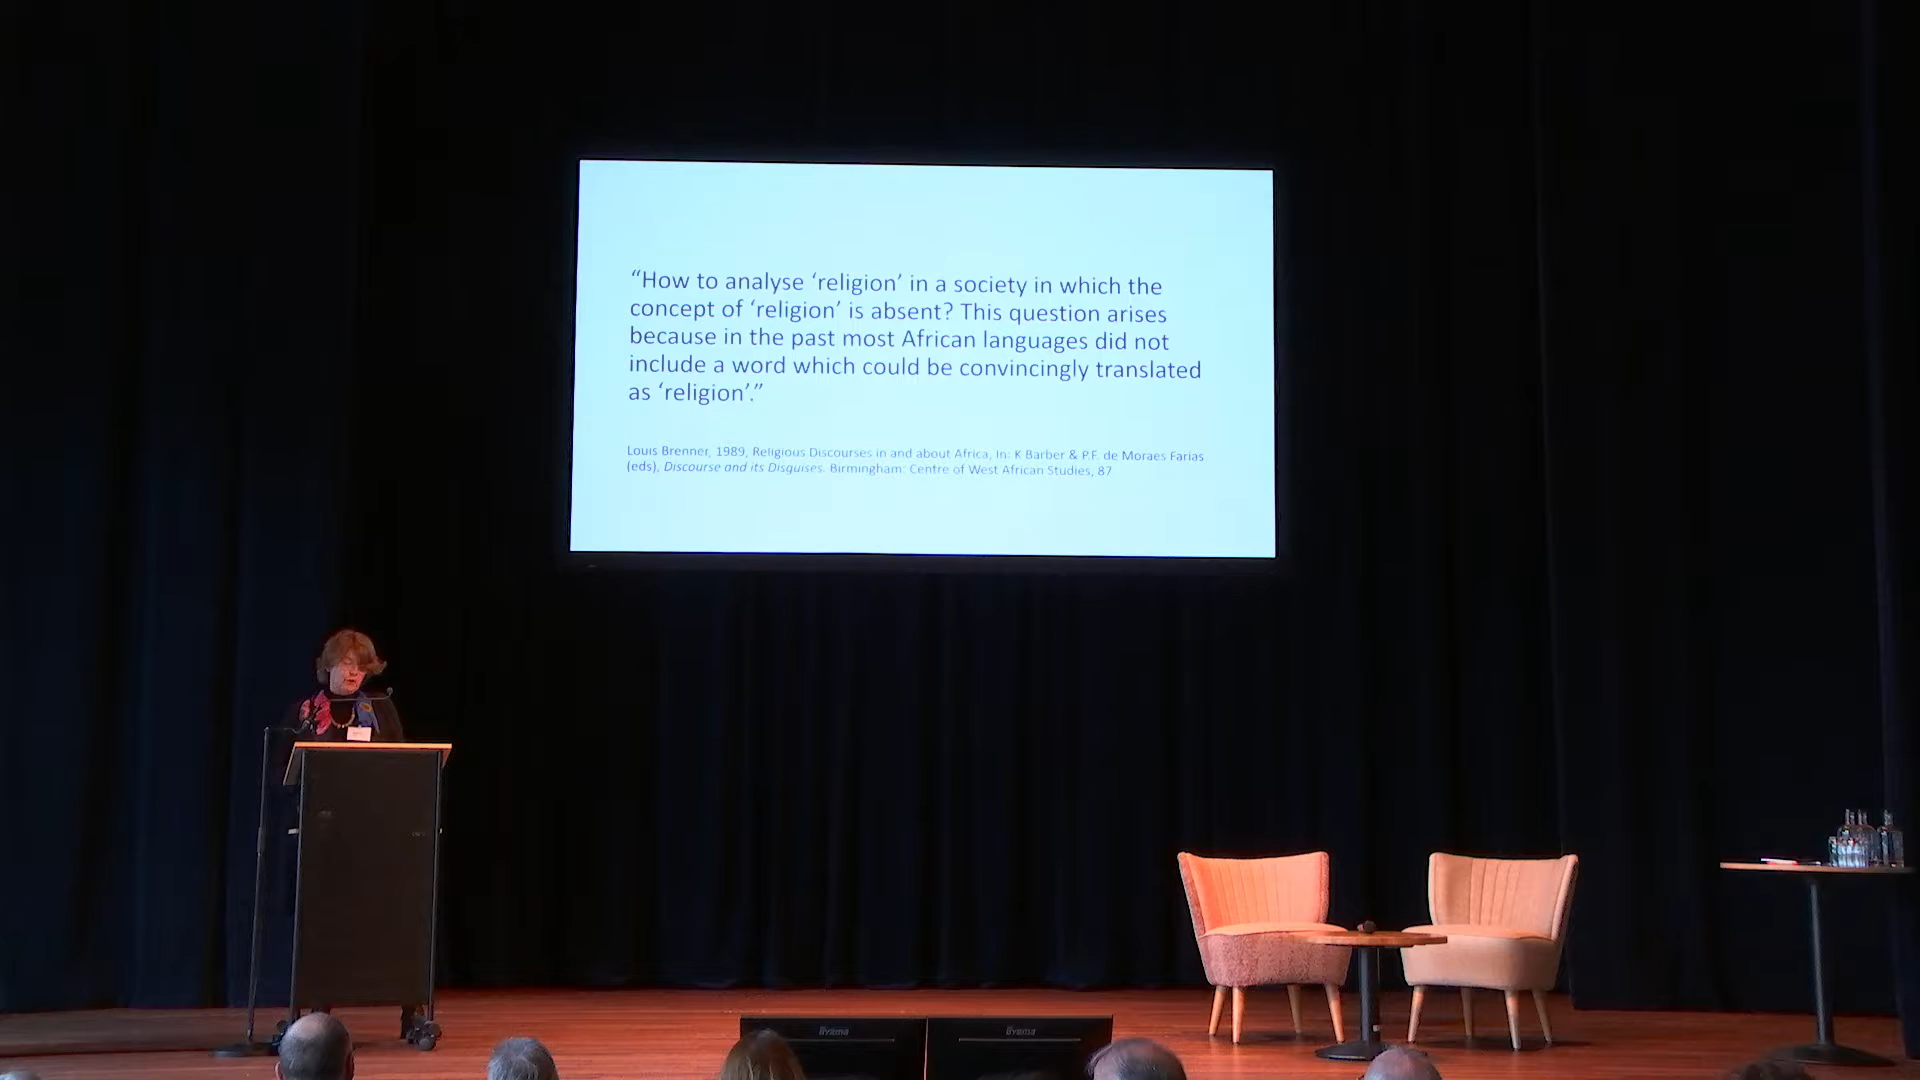 “How to analyse ‘religion’ in a society in which the
concept of ‘religion’ is absent? This question arises
because in the past most African languages did not
include a word which could be convincingly translated
as ‘religion’.”
Louis Brenner, 1989, Religious Discourses in and about Africa, In: K Barber & P.F. de Moraes Farias
(eds), Discourse and its Disguises. Birmingham: Centre of West African Studies, 87
iiyama
iiyama